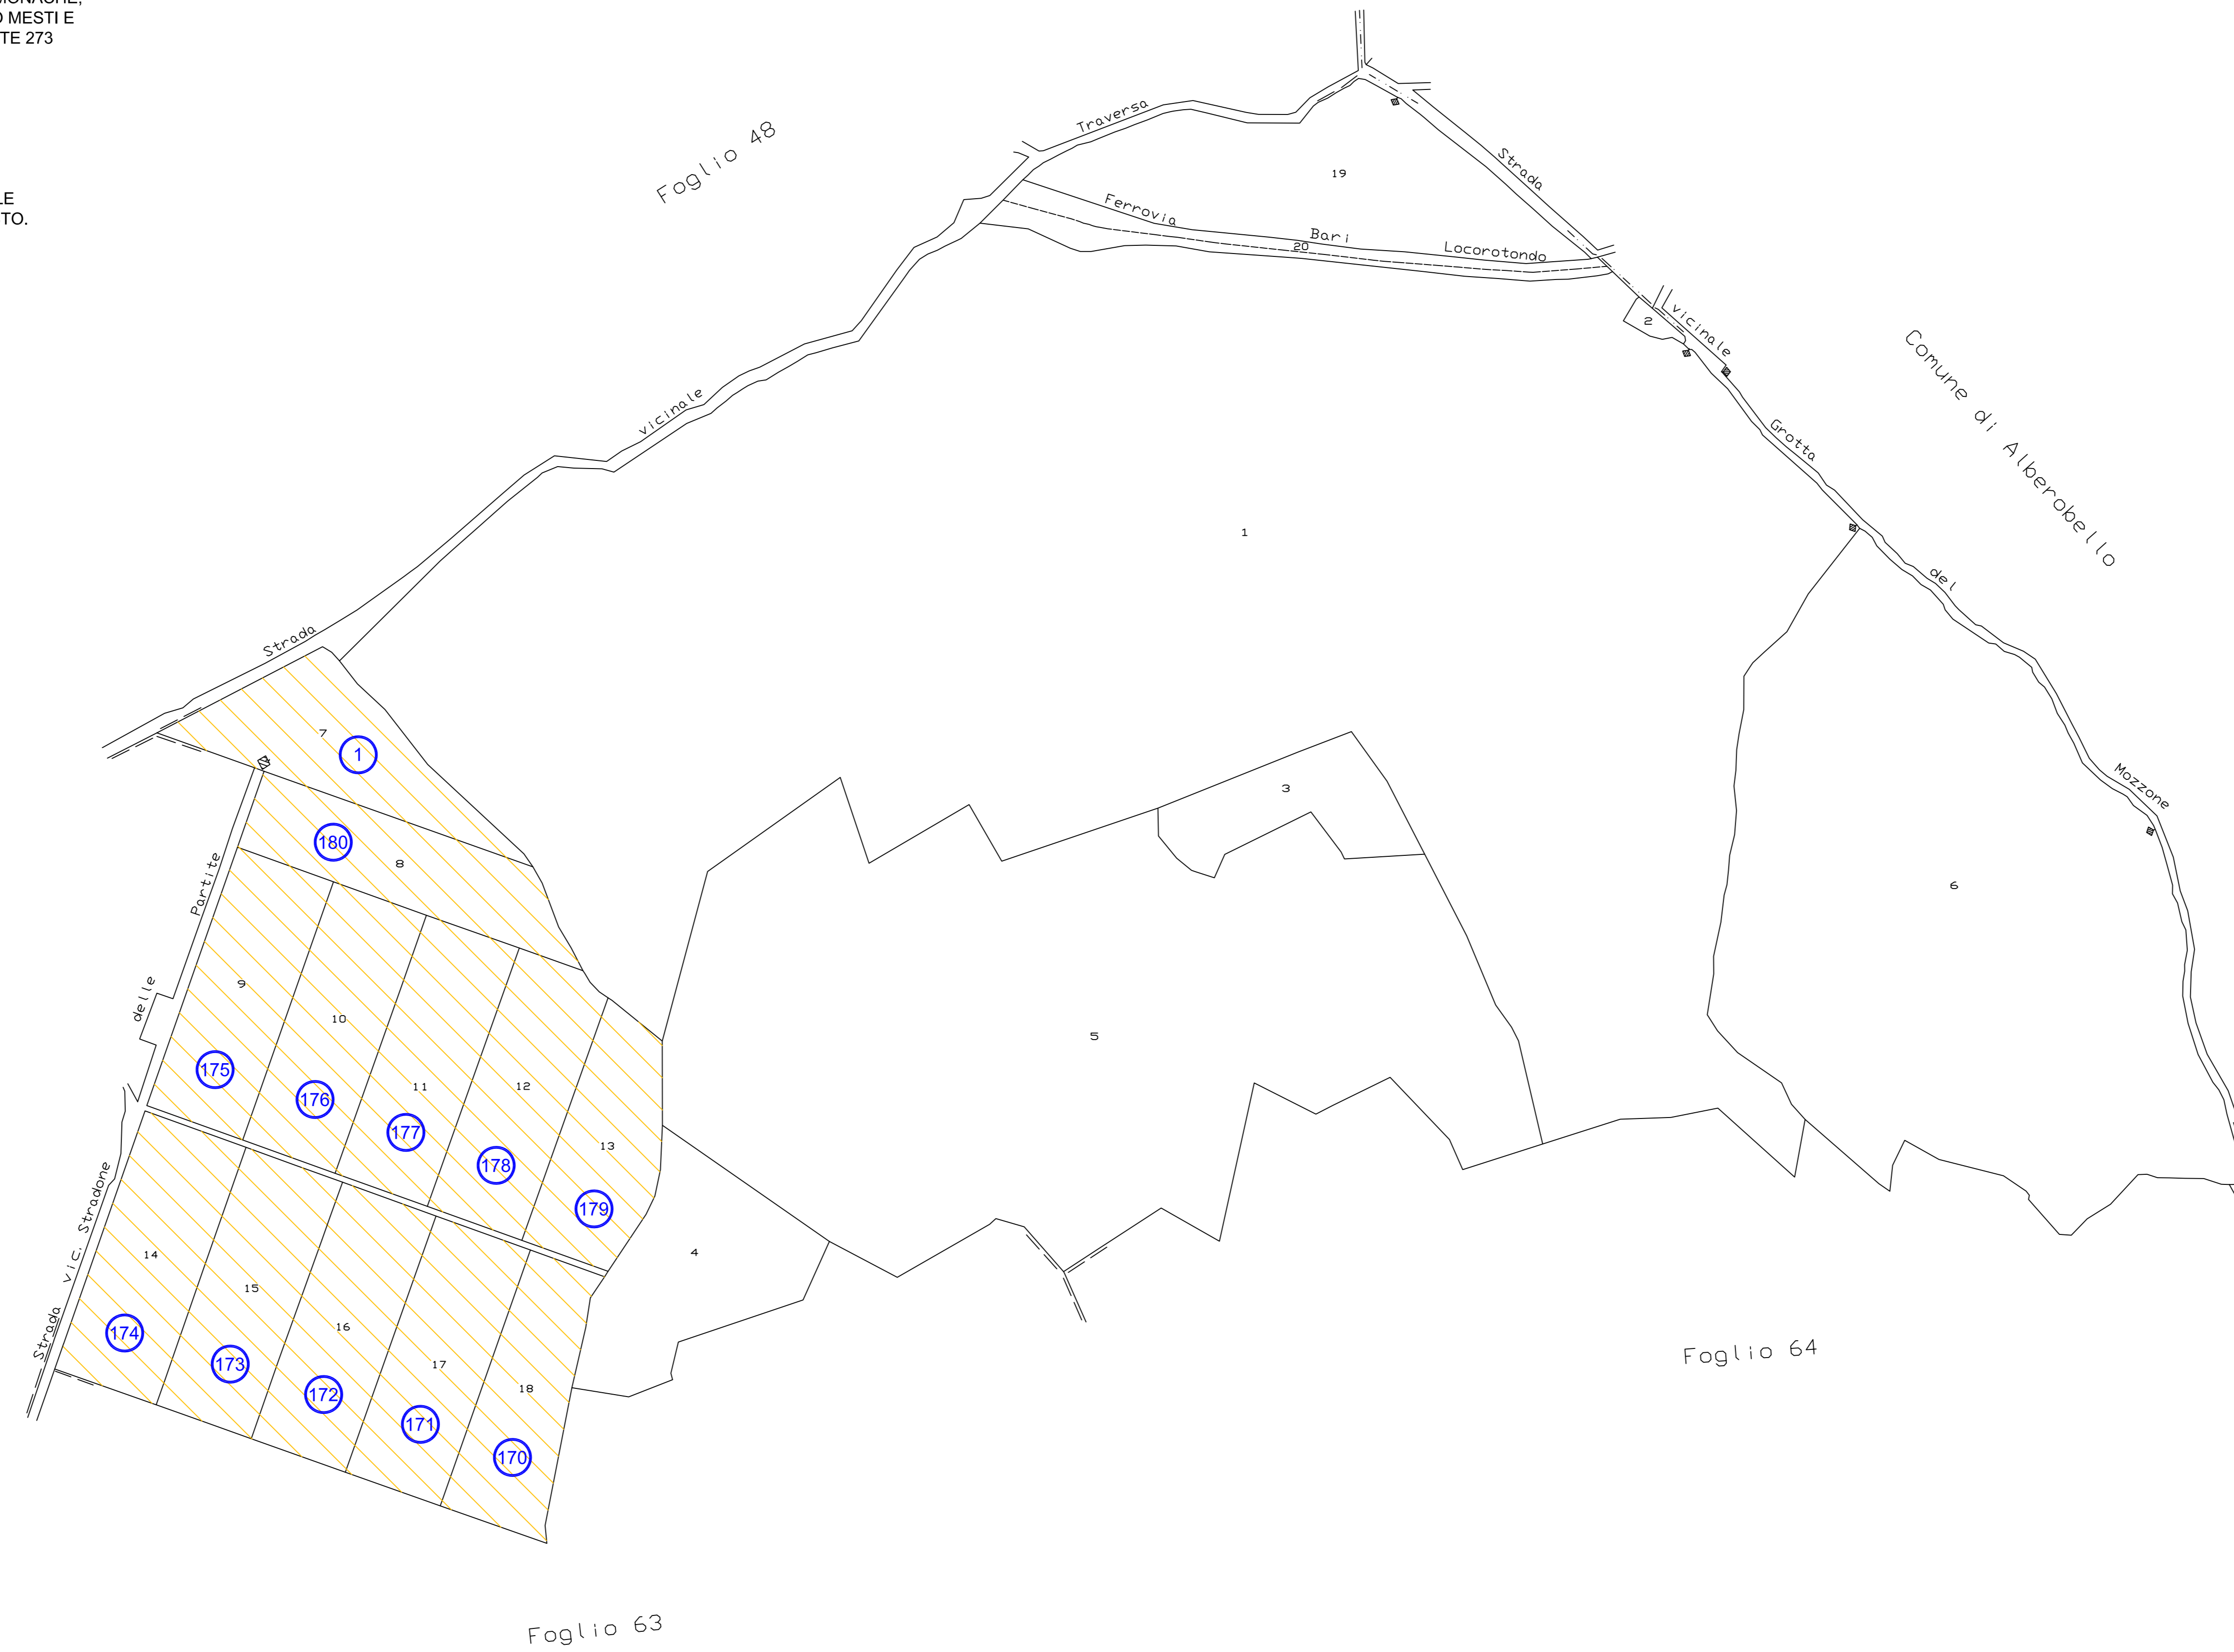 MONACHE,
MESTI E
TE 273
LE
TO.
Foglio 48
Traversa
Strada
19
Ferrovia
Bari
Locorotondo
20
2
vicinale
Comune di Alberobello
vicinale
Grotta
1
del
Strada
7
1
Mozzone
3
180
8
Partite
6
9
delle
10
5
175
176
11
12
177
13
178
Strada vic. Stradone
179
14
4
15
174
16
173
17
Foglio 64
172
18
171
170
Foglio 63